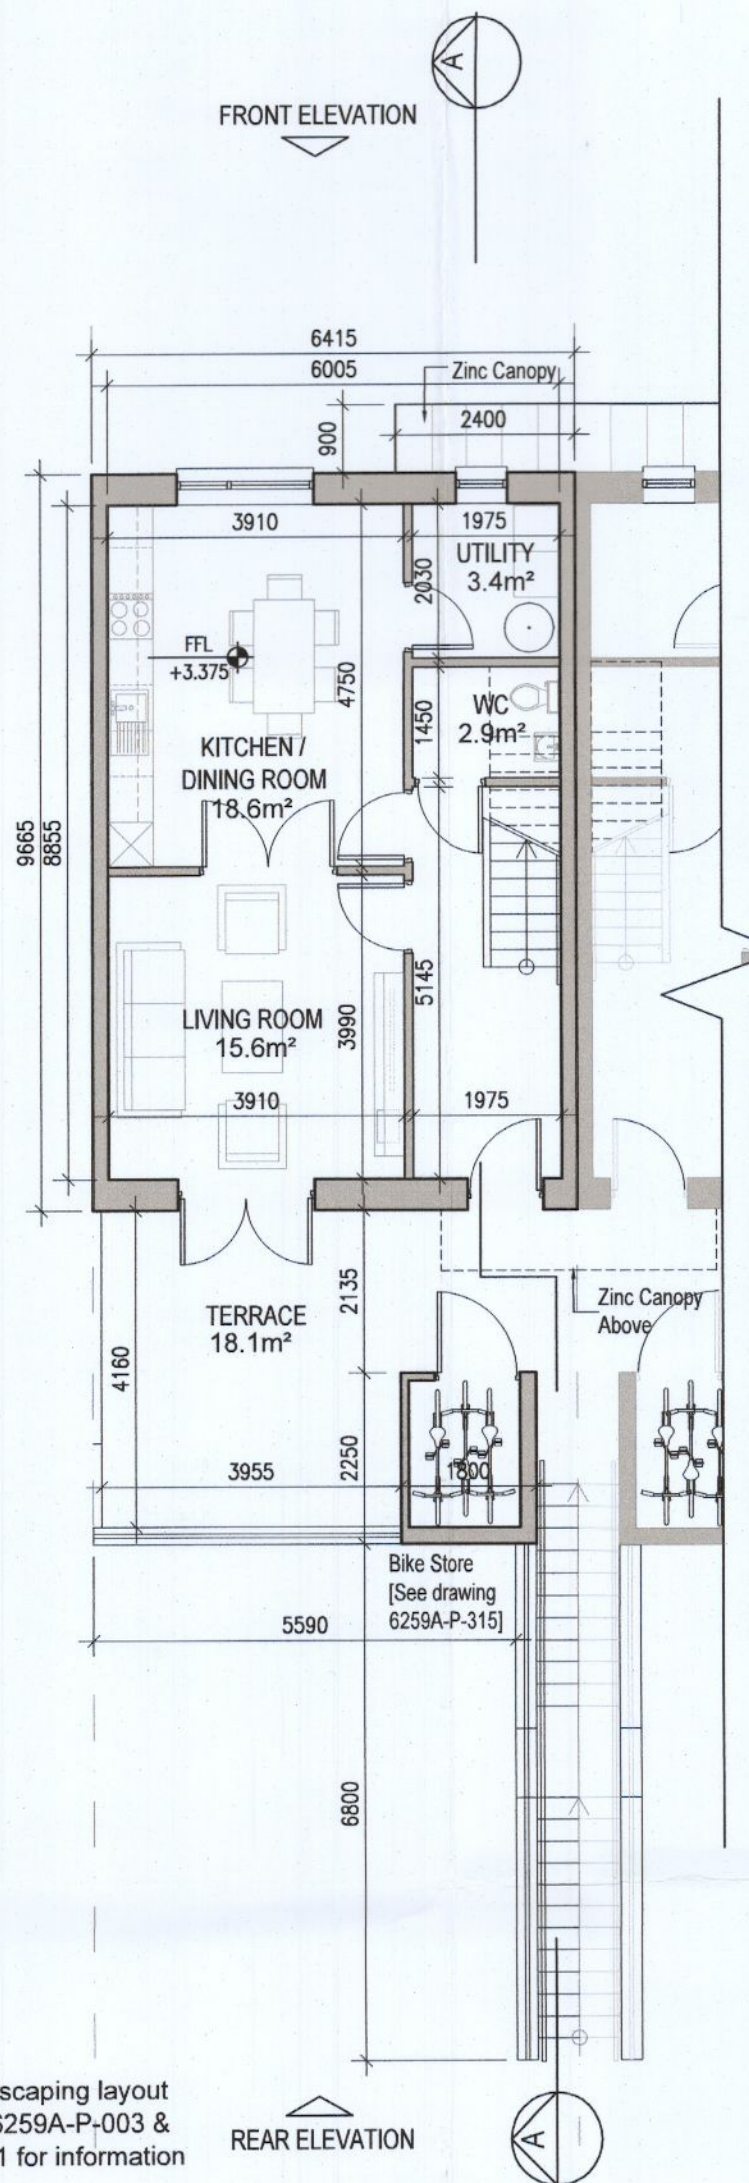 A
FRONT ELEVATION
6415
6005
Zinc Canopy
900
2400
3910
1975
UTILITY
3.4m²
2030
FFL
+3.375
4750
WC
2.9m²
1450
KITCHEN /
DINING ROOM
18.6m²
9665
8855
LIVING ROOM
15.6m²
3990
5145
3910
1975
2135
Zinc Canopy
Above
TERRACE
18.1m²
4160
2250
3955
1800
Bike Store
[See drawing
6259A-P-315]
5590
6800
scaping layout
6259A-P-003 &
1 for information
REAR ELEVATION
A